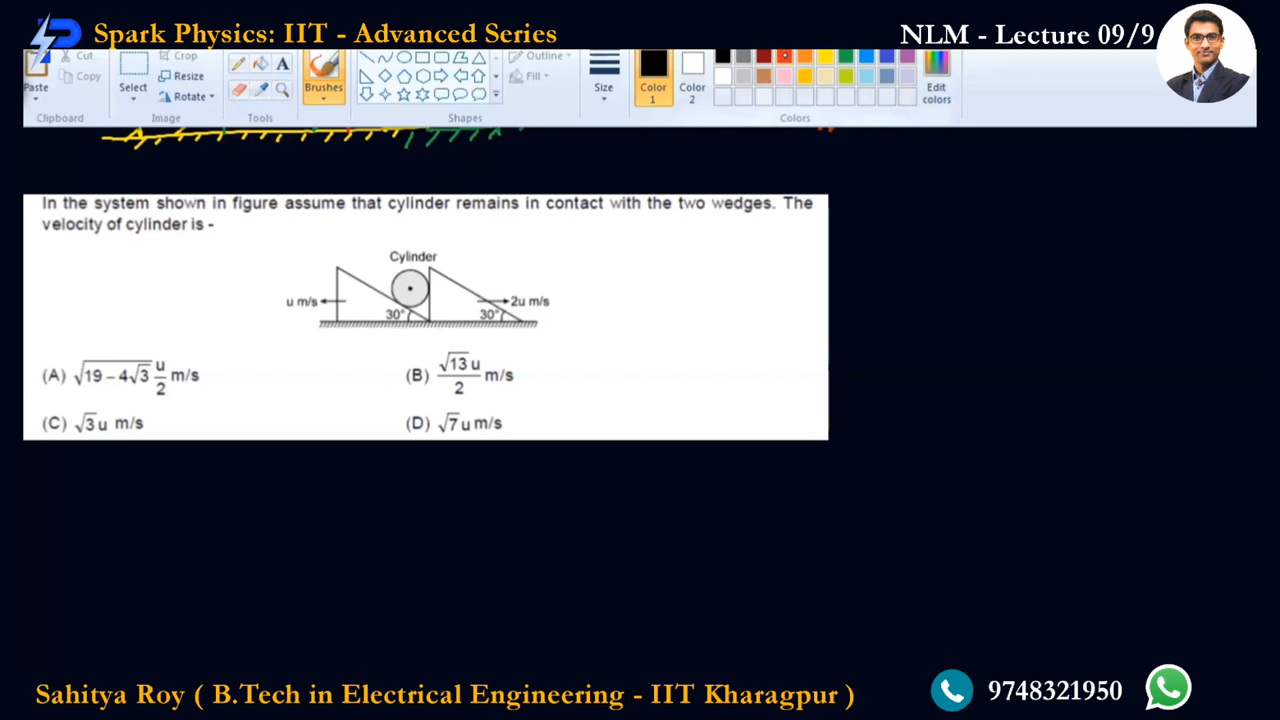 Spark Physics: IIT - Advanced Series
NLM - Lecture 09/9
Paste
Cut
Copy
Clipboard
Select
Crop
Resize
Rotate
Image
A
Tools
Brushes
Shapes
Outline
Fill
Size
Color 1
Color 2
Edit colors
Colors
In the system shown in figure assume that cylinder remains in contact with the two wedges. The
velocity of cylinder is -
Cylinder
u m/s
2u m/s
30°
30°
(A) √19 – 4√3 u/2 m/s
(B) √13 u/2 m/s
(C) √3u m/s
(D) √7u m/s
Sahitya Roy ( B.Tech in Electrical Engineering - IIT Kharagpur )
9748321950